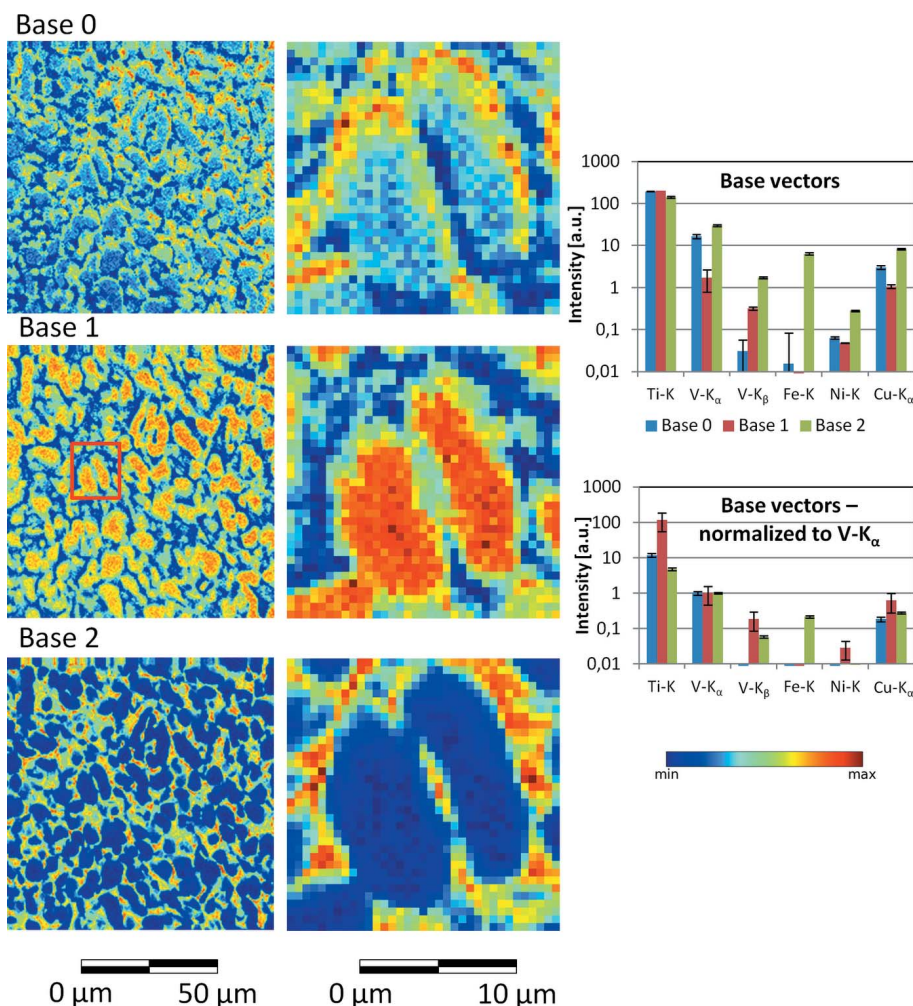 Base 0
Base 1
Base 2
0 µm 50 µm
0 µm 10 µm
Base vectors
Intensity [a.u.]
1000
100
10
1
0,1
0,01
Ti-K V-Kα V-Kβ Fe-K Ni-K Cu-Kα
Base 0 Base 1 Base 2
Base vectors –
normalized to V-Kα
Intensity [a.u.]
1000
100
10
1
0,1
0,01
Ti-K V-Kα V-Kβ Fe-K Ni-K Cu-Kα
min max